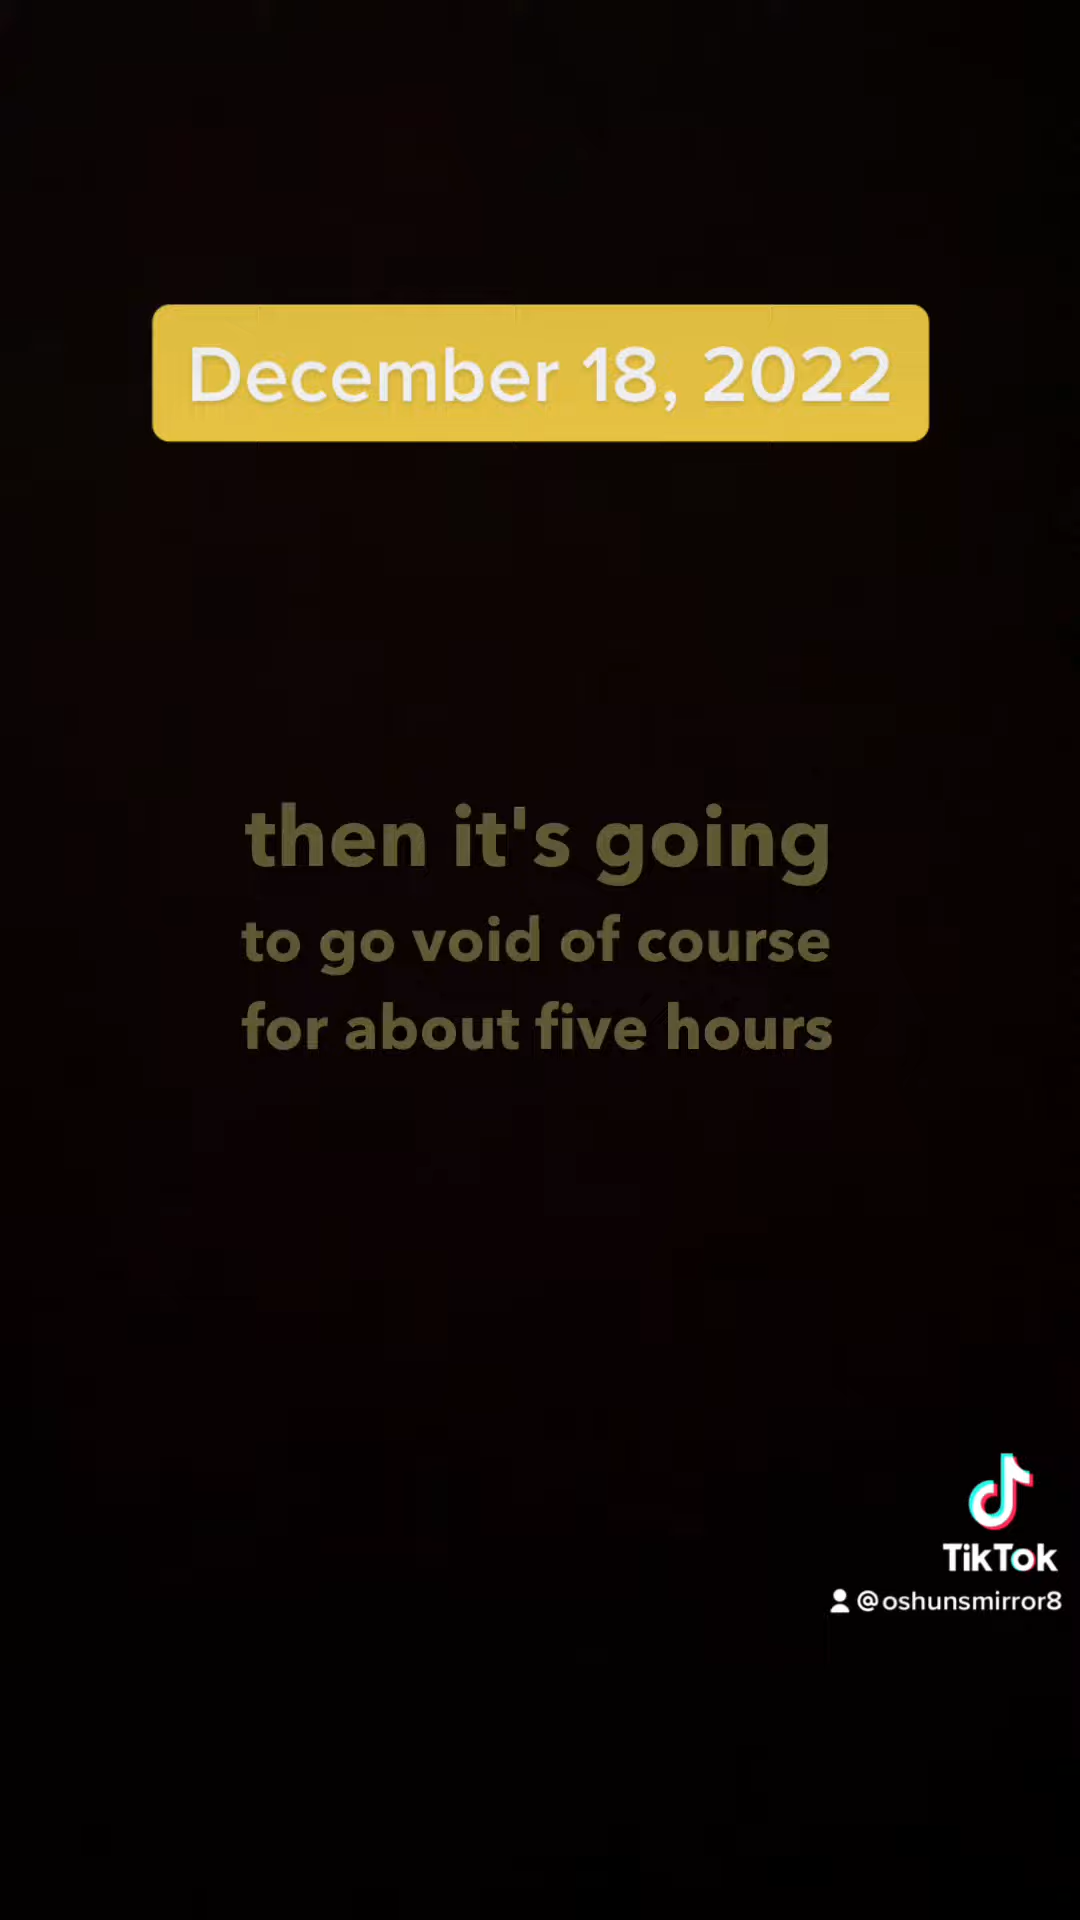 December 18, 2022
then it's going
to go void of course
for about five hours
TikTok
@oshunsmirror8